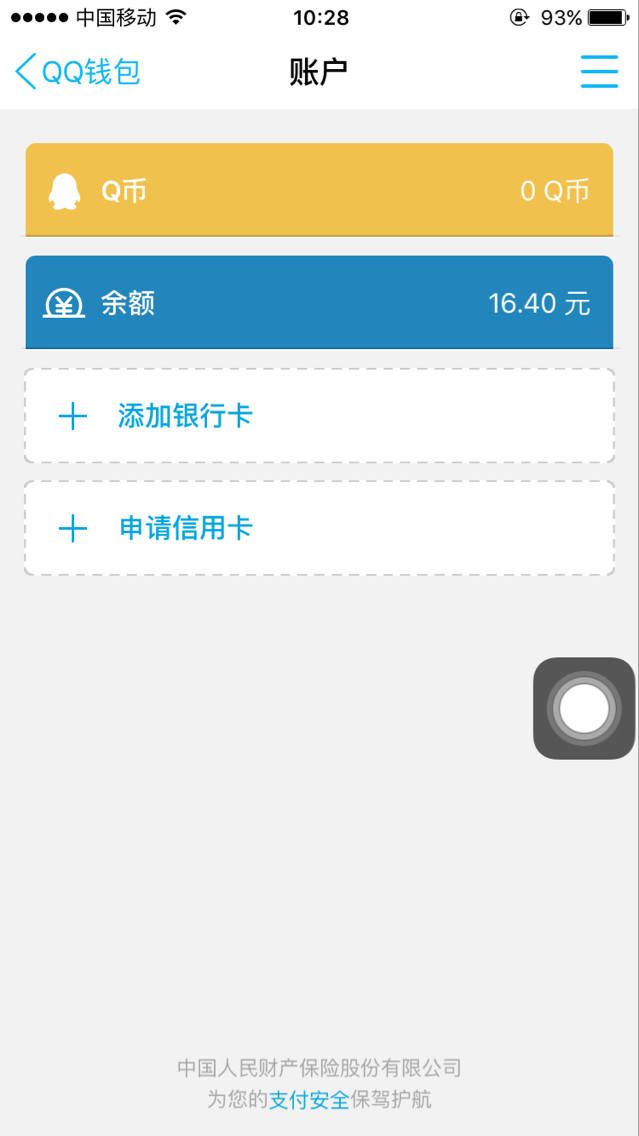 中国移动 10:28 93%
QQ钱包 账户
Q币 0 Q币
余额 16.40 元
添加银行卡
申请信用卡
中国人民财产保险股份有限公司
为您的支付安全保驾护航